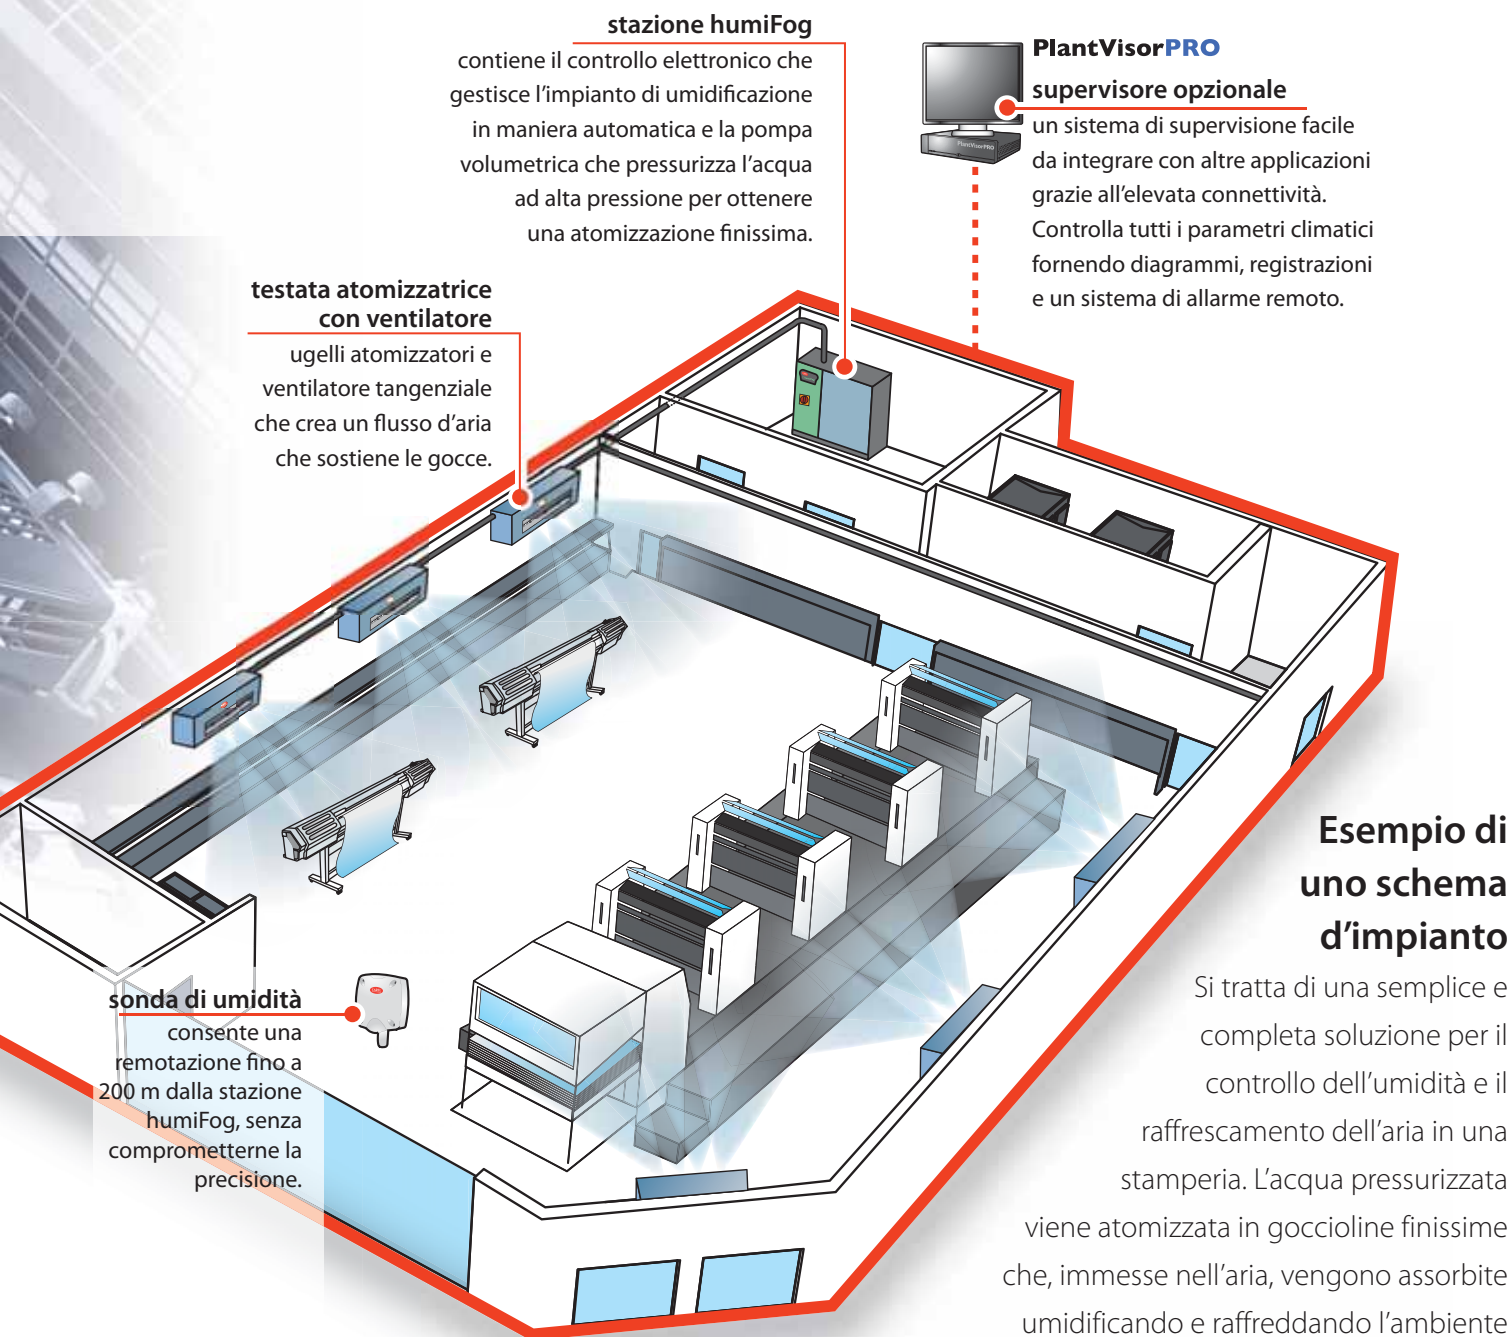 stazione humiFog
contiene il controllo elettronico che
gestisce l'impianto di umidificazione
in maniera automatica e la pompa
volumetrica che pressurizza l'acqua
ad alta pressione per ottenere
una atomizzazione finissima.
PlantVisorPRO
supervisore opzionale
un sistema di supervisione facile
da integrare con altre applicazioni
grazie all'elevata connettività.
Controlla tutti i parametri climatici
fornendo diagrammi, registrazioni
e un sistema di allarme remoto.
PlantVisorPRO
testata atomizzatrice
con ventilatore
ugelli atomizzatori e
ventilatore tangenziale
che crea un flusso d'aria
che sostiene le gocce.
sonda di umidità
consente una
remotazione fino a
200 m dalla stazione
humiFog, senza
comprometterne la
precisione.
Esempio di
uno schema
d'impianto
Si tratta di una semplice e
completa soluzione per il
controllo dell'umidità e il
raffrescamento dell'aria in una
stamperia. L'acqua pressurizzata
viene atomizzata in goccioline finissime
che, immesse nell'aria, vengono assorbite
umidificando e raffreddando l'ambiente